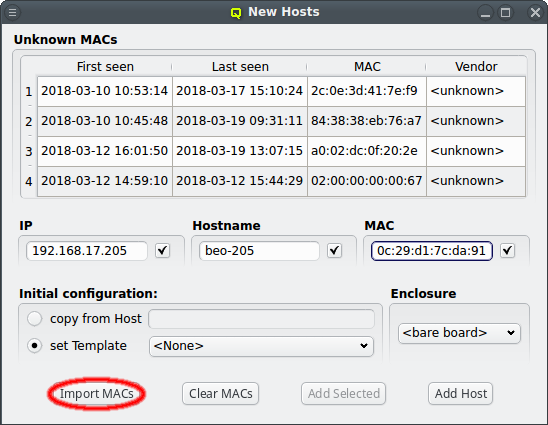 New Hosts
Unknown MACs
First seen Last seen MAC Vendor
1 2018-03-10 10:53:14 2018-03-17 15:10:24 2c:0e:3d:41:7e:f9 <unknown>
2 2018-03-10 10:45:48 2018-03-19 09:31:11 84:38:38:eb:76:a7 <unknown>
3 2018-03-12 16:01:50 2018-03-19 13:07:15 a0:02:dc:0f:20:2e <unknown>
4 2018-03-12 14:59:10 2018-03-12 15:44:29 02:00:00:00:00:67 <unknown>
IP Hostname MAC
192.168.17.205 beo-205 0c:29:d1:7c:da:91
Initial configuration: Enclosure
copy from Host
<bare board>
set Template <None>
Import MACs Clear MACs Add Selected Add Host